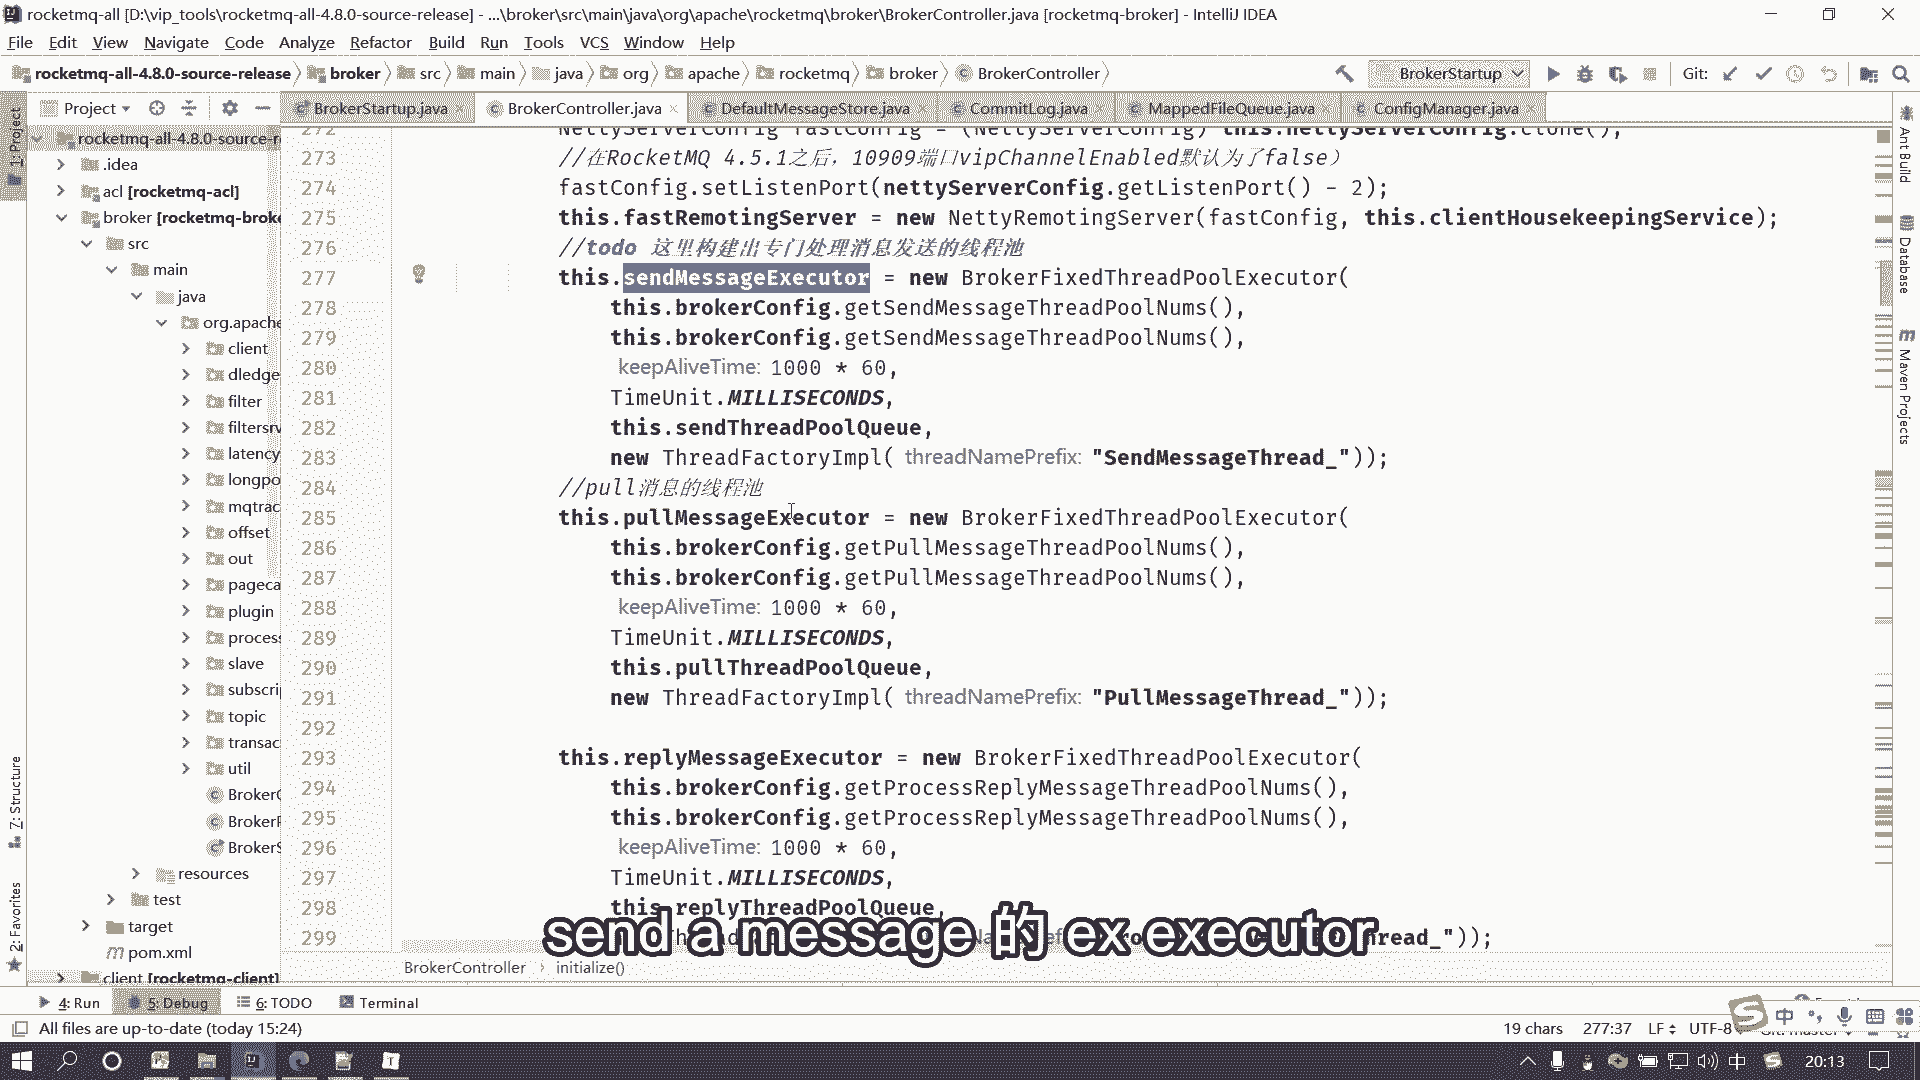 rocketmq-all [D:\vip_tools\rocketmq-all-4.8.0-source-release] - ...\broker\src\main\java\org\apache\rocketmq\broker\BrokerController.java [rocketmq-broker] - IntelliJ IDEA
File Edit View Navigate Code Analyze Refactor Build Run Tools VCS Window Help
rocketmq-all-4.8.0-source-release broker src main java org apache rocketmq broker BrokerController BrokerStartup Git:
Project BrokerStartup.java BrokerController.java DefaultMessageStore.java CommitLog.java MappedFileQueue.java ConfigManager.java
1: Project
7: Structure
2: Favorites
rocketmq-all-4.8.0-source-r
.idea
acl [rocketmq-acl]
broker [rocketmq-broke
src
main
java
org.apache
client
dledge
filter
filtersrv
latency
longpo
mqtrac
offset
out
pageca
plugin
process
slave
subscri
topic
transac
util
BrokerC
BrokerF
BrokerS
resources
test
target
pom.xml
client [rocketmq-client]
272 NettyServerConfig fastConfig = (NettyServerConfig) this.nettyServerConfig.clone();
273 //在RocketMQ 4.5.1之后，10909端口vipChannelEnabled默认为了false）
274 fastConfig.setListenPort(nettyServerConfig.getListenPort() - 2);
275 this.fastRemotingServer = new NettyRemotingServer(fastConfig, this.clientHousekeepingService);
276 //todo 这里构建出专门处理消息发送的线程池
277 this.sendMessageExecutor = new BrokerFixedThreadPoolExecutor(
278 this.brokerConfig.getSendMessageThreadPoolNums(),
279 this.brokerConfig.getSendMessageThreadPoolNums(),
280 keepAliveTime: 1000 * 60,
281 TimeUnit.MILLISECONDS,
282 this.sendThreadPoolQueue,
283 new ThreadFactoryImpl( threadNamePrefix: "SendMessageThread_"));
284 //pull消息的线程池
285 this.pullMessageExecutor = new BrokerFixedThreadPoolExecutor(
286 this.brokerConfig.getPullMessageThreadPoolNums(),
287 this.brokerConfig.getPullMessageThreadPoolNums(),
288 keepAliveTime: 1000 * 60,
289 TimeUnit.MILLISECONDS,
290 this.pullThreadPoolQueue,
291 new ThreadFactoryImpl( threadNamePrefix: "PullMessageThread_"));
292
293 this.replyMessageExecutor = new BrokerFixedThreadPoolExecutor(
294 this.brokerConfig.getProcessReplyMessageThreadPoolNums(),
295 this.brokerConfig.getProcessReplyMessageThreadPoolNums(),
296 keepAliveTime: 1000 * 60,
297 TimeUnit.MILLISECONDS,
298 this.replyThreadPoolQueue,
299
send a message 的 ex executor
BrokerController initialize()
Ant Build
Database
Maven Projects
4: Run 5: Debug 6: TODO Terminal
All files are up-to-date (today 15:24) 19 chars 277:37 LF UTF-8
中
中 20:13